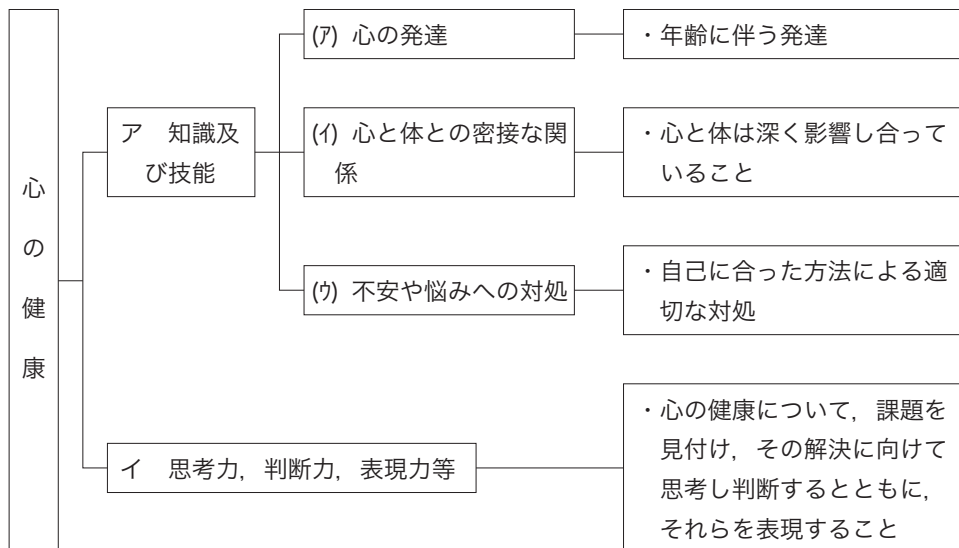 心の健康
ア　知識及
び技能
(ｱ) 心の発達
・年齢に伴う発達
(ｲ) 心と体との密接な関
係
・心と体は深く影響し合って
いること
(ｳ) 不安や悩みへの対処
・自己に合った方法による適
切な対処
イ　思考力，判断力，表現力等
・心の健康について，課題を
見付け，その解決に向けて
思考し判断するとともに，
それらを表現すること